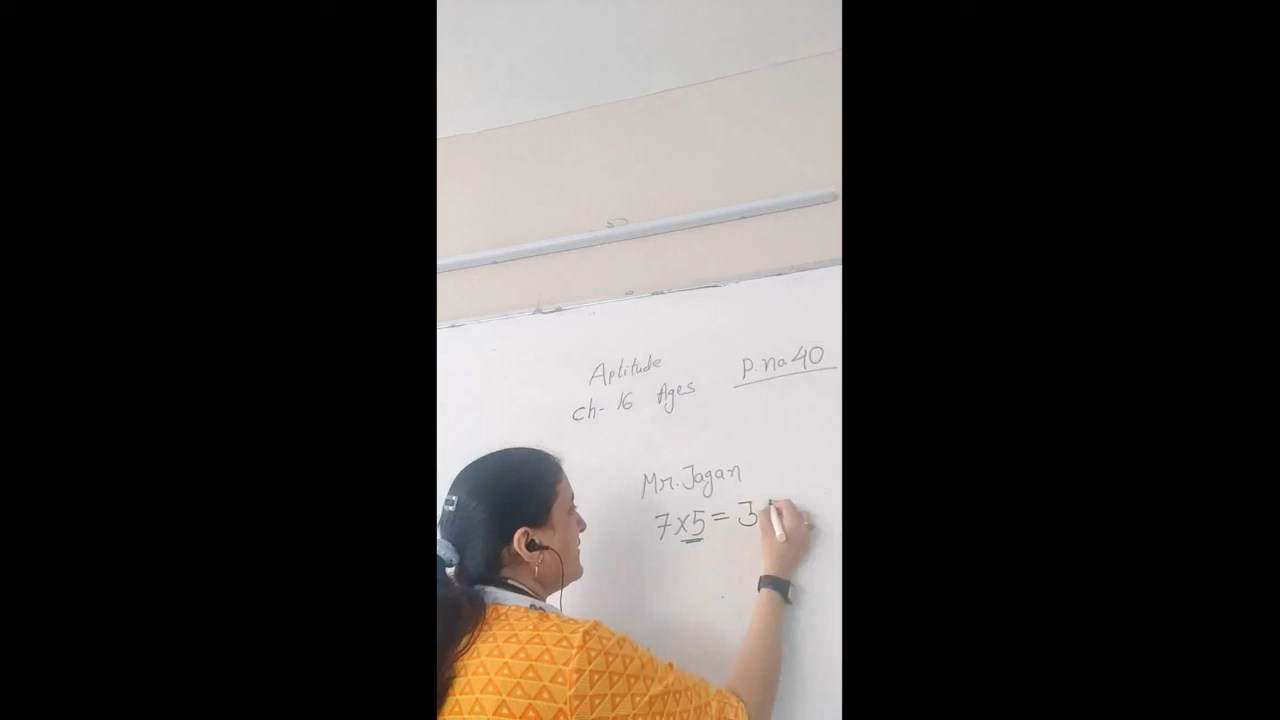 Aptitude
P.no 40
ch- 16 Ages
Mr. Jagan
7x5 = 3